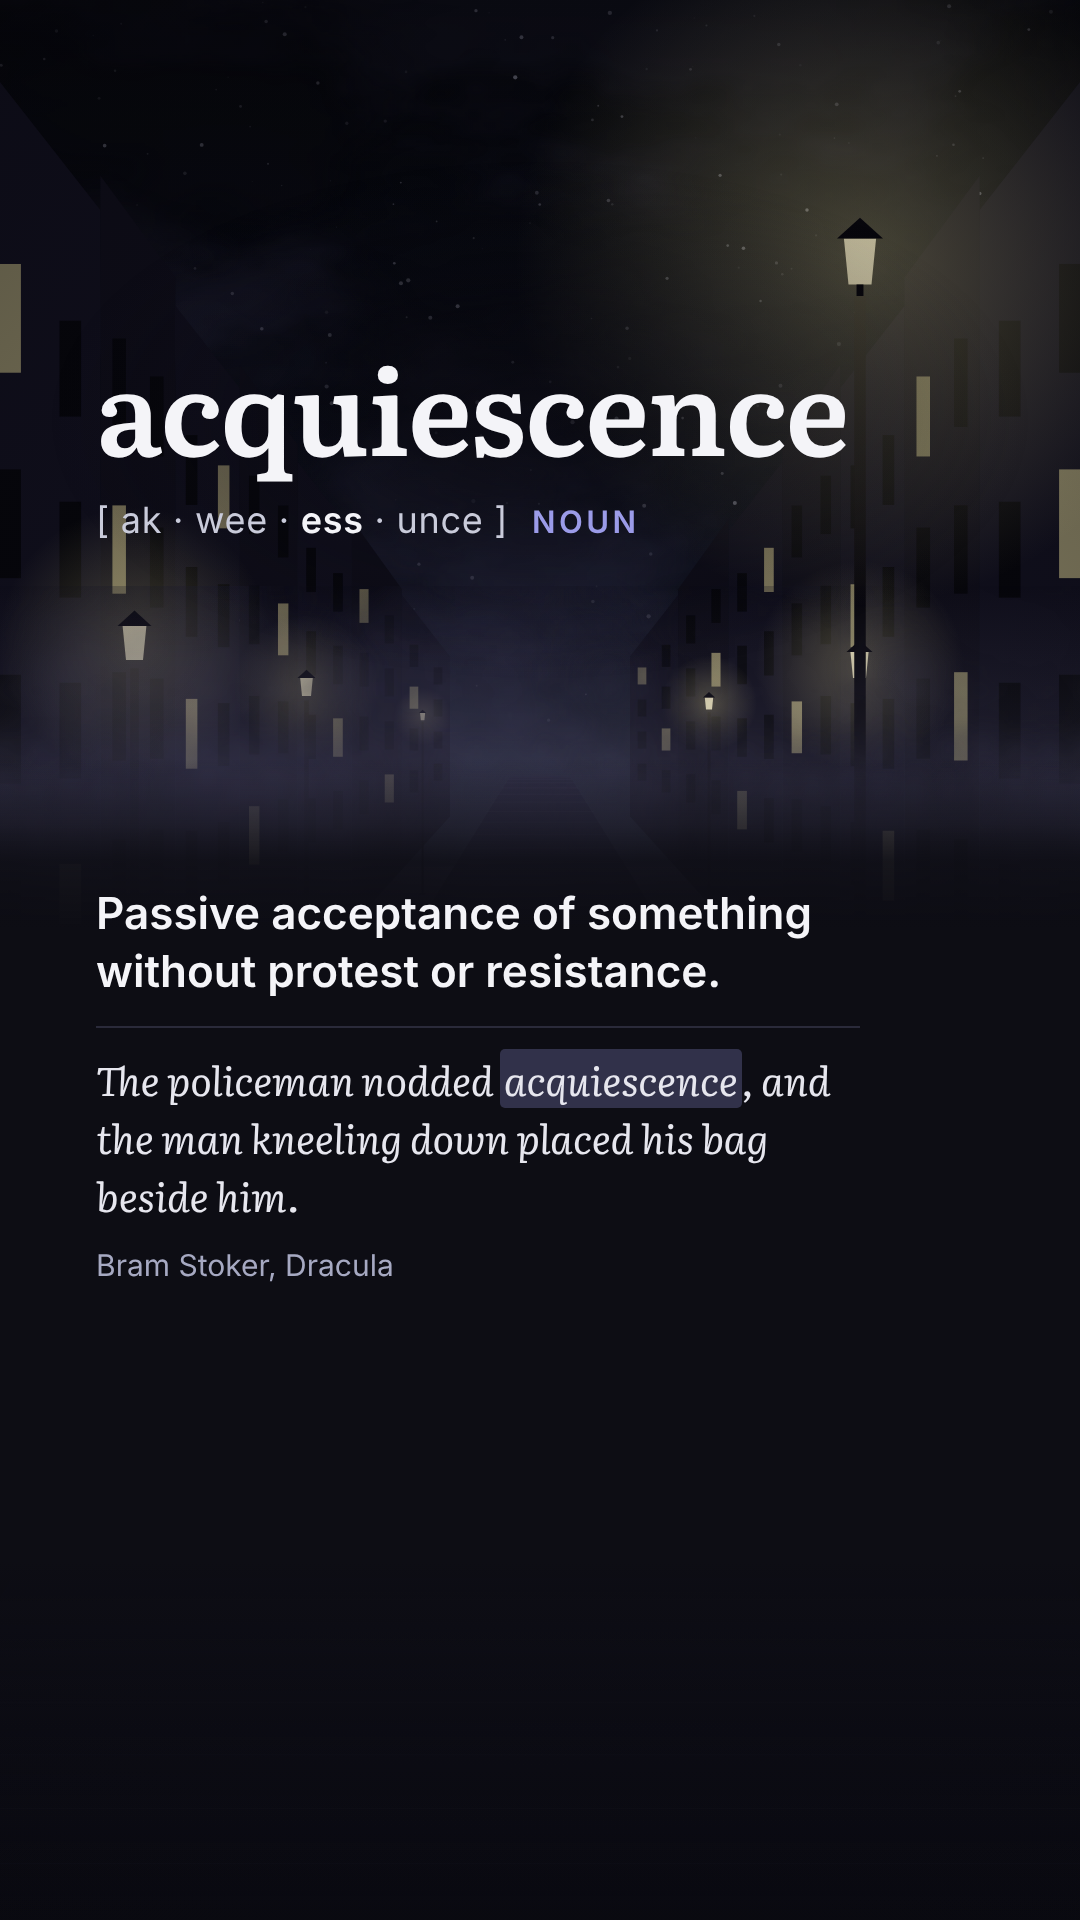 acquiescence
[ ak · wee · ess · unce ] NOUN
Passive acceptance of something
without protest or resistance.
The policeman nodded acquiescence, and
the man kneeling down placed his bag
beside him.
Bram Stoker, Dracula